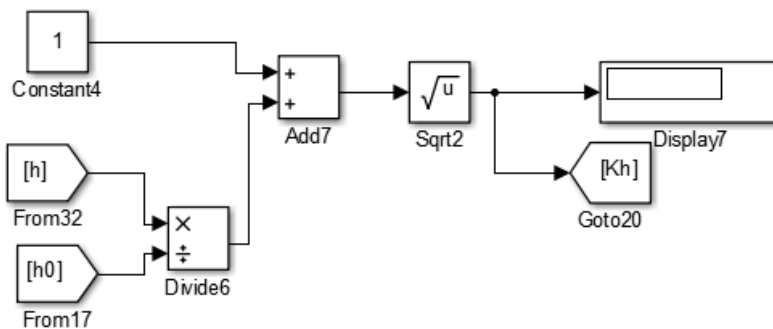 1
Constant4
+
+
Add7
√u
Sqrt2
Display7
[Kh]
Goto20
[h]
From32
×
÷
Divide6
[h0]
From17